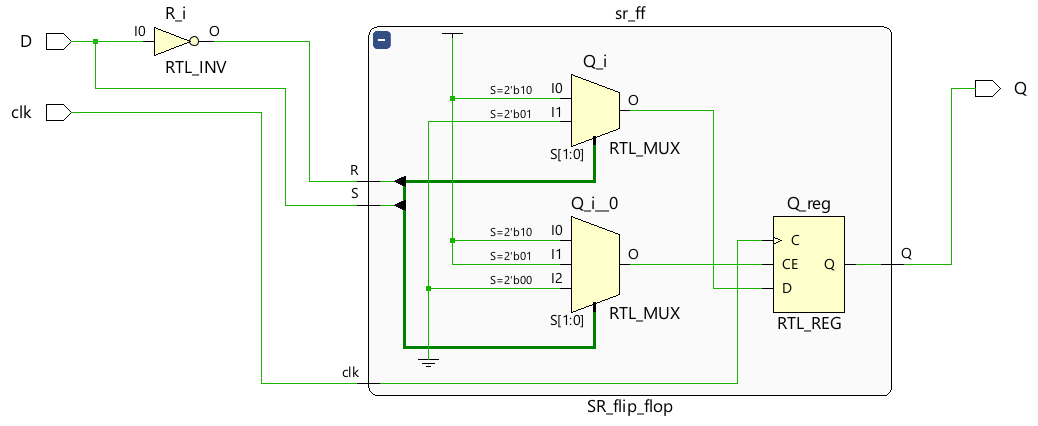 R_i
sr_ff
D
I0
O
RTL_INV
Q_i
S=2'b10
I0
O
Q
clk
S=2'b01
I1
S[1:0]
RTL_MUX
R
S
Q_i__0
Q_reg
S=2'b10
I0
C
S=2'b01
I1
O
CE
Q
Q
S=2'b00
I2
D
S[1:0]
RTL_MUX
RTL_REG
clk
SR_flip_flop